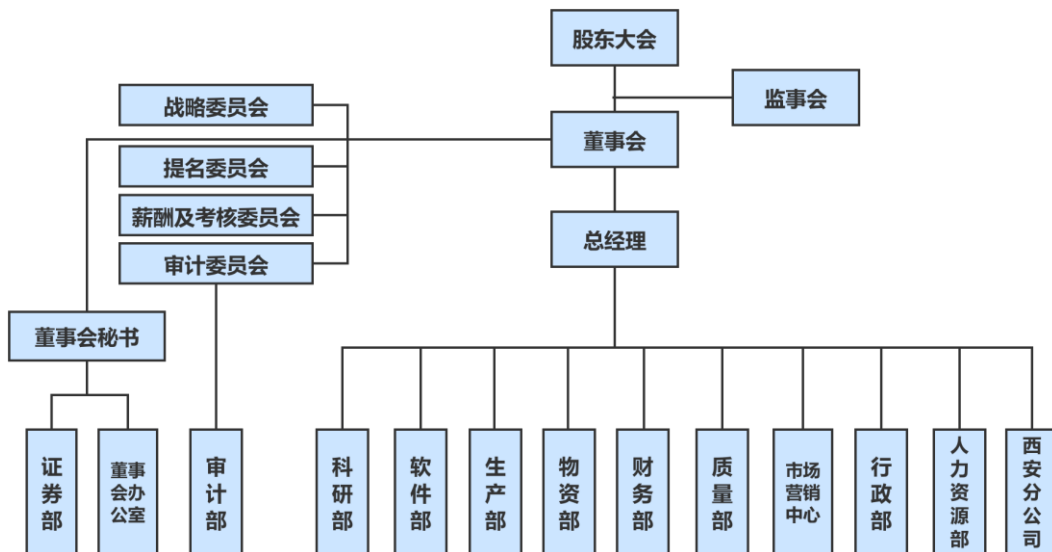 股东大会
监事会
战略委员会
董事会
提名委员会
薪酬及考核委员会
总经理
审计委员会
董事会秘书
证券部
董事
会办
公室
审计部
科研部
软件部
生产部
物资部
财务部
质量部
市场
营销
中心
行政部
人力资源部
西安分公司